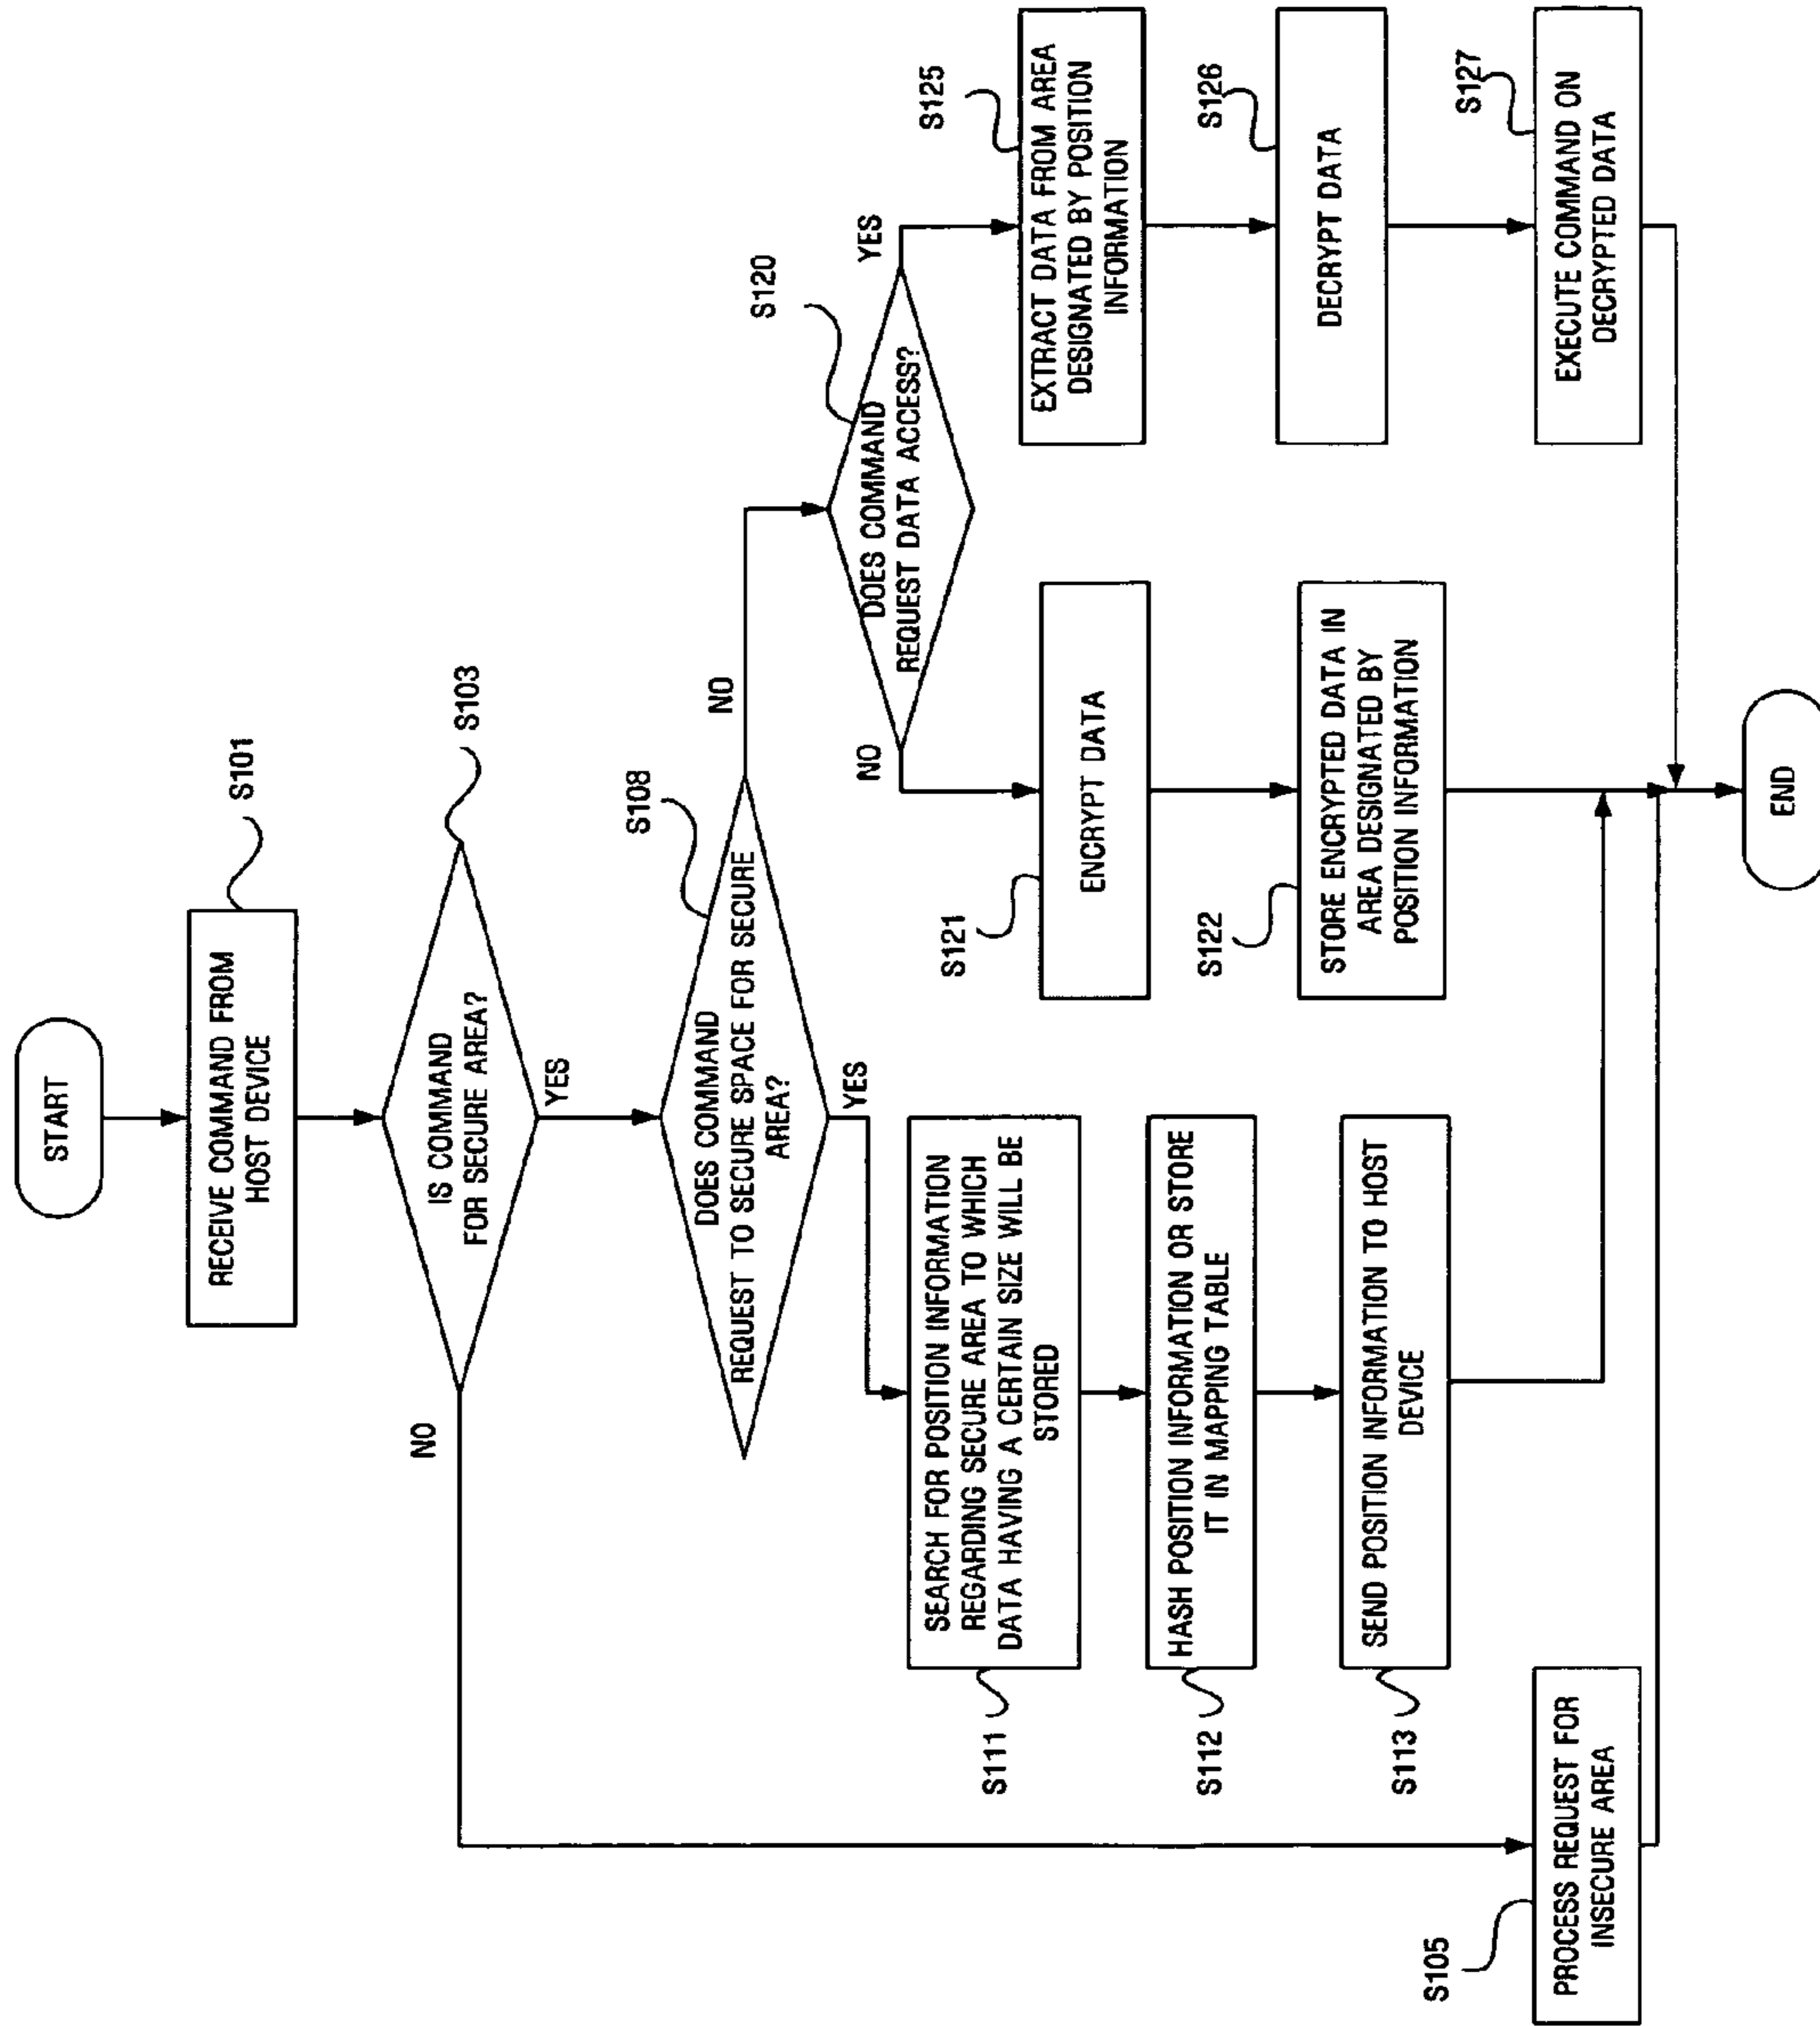 START
RECEIVE COMMAND FROM
HOST DEVICE
S101
IS COMMAND
FOR SECURE AREA?
S103
NO
YES
DOES COMMAND
REQUEST TO SECURE SPACE FOR SECURE
AREA?
S108
NO
YES
DOES COMMAND
REQUEST DATA ACCESS?
S120
NO
YES
SEARCH FOR POSITION INFORMATION
REGARDING SECURE AREA TO WHICH
DATA HAVING A CERTAIN SIZE WILL BE
STORED
S111
HASH POSITION INFORMATION OR STORE
IT IN MAPPING TABLE
S112
SEND POSITION INFORMATION TO HOST
DEVICE
S113
ENCRYPT DATA
S121
STORE ENCRYPTED DATA IN
AREA DESIGNATED BY
POSITION INFORMATION
S122
EXTRACT DATA FROM AREA
DESIGNATED BY POSITION
INFORMATION
S125
DECRYPT DATA
S126
EXECUTE COMMAND ON
DECRYPTED DATA
S127
PROCESS REQUEST FOR
INSECURE AREA
S105
END